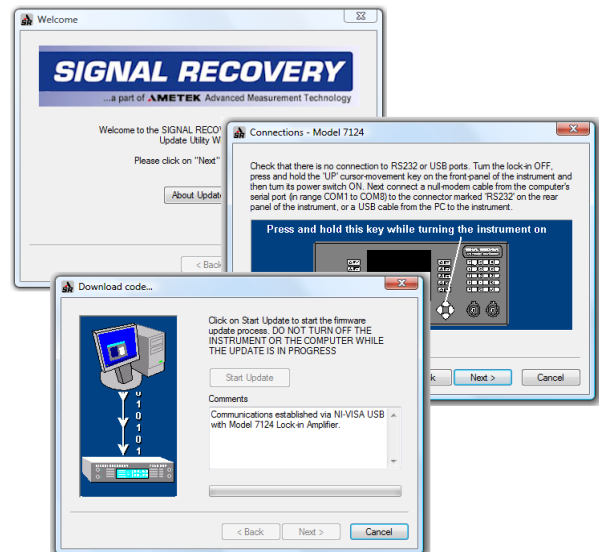 Welcome
SIGNAL RECOVERY
...a part of AMETEK Advanced Measurement Technology
Welcome to the SIGNAL RECOV
Update Utility W
Please click on "Next"
About Updat
< Back
Connections - Model 7124
Check that there is no connection to RS232 or USB ports. Turn the lock-in OFF,
press and hold the 'UP' cursor-movement key on the front-panel of the instrument and
then turn its power switch ON. Next connect a null-modem cable from the computer's
serial port (in range COM1 to COM8) to the connector marked 'RS232' on the rear
panel of the instrument, or a USB cable from the PC to the instrument.
Press and hold this key while turning the instrument on
k
Next >
Cancel
Download code...
Click on Start Update to start the firmware
update process. DO NOT TURN OFF THE
INSTRUMENT OR THE COMPUTER WHILE
THE UPDATE IS IN PROGRESS
Start Update
Comments
Communications established via NI-VISA USB
with Model 7124 Lock-in Amplifier.
0
1
0
1
0
1
< Back
Next >
Cancel